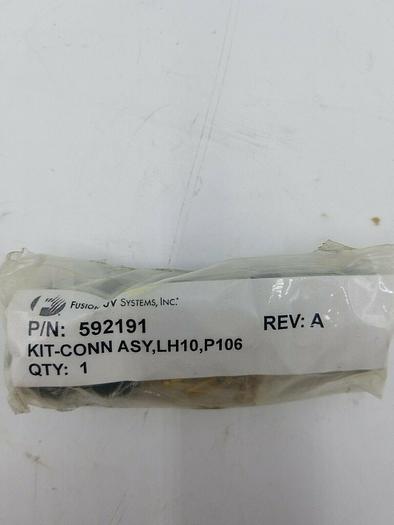 FUSION UV SYSTEMS, INC.
P/N: 592191 REV: A
KIT-CONN ASY,LH10,P106
QTY: 1